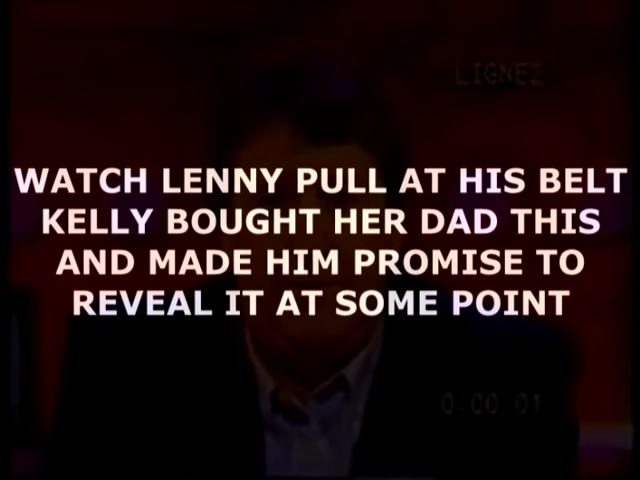 LIGNE2
WATCH LENNY PULL AT HIS BELT
KELLY BOUGHT HER DAD THIS
AND MADE HIM PROMISE TO
REVEAL IT AT SOME POINT
0:00 01